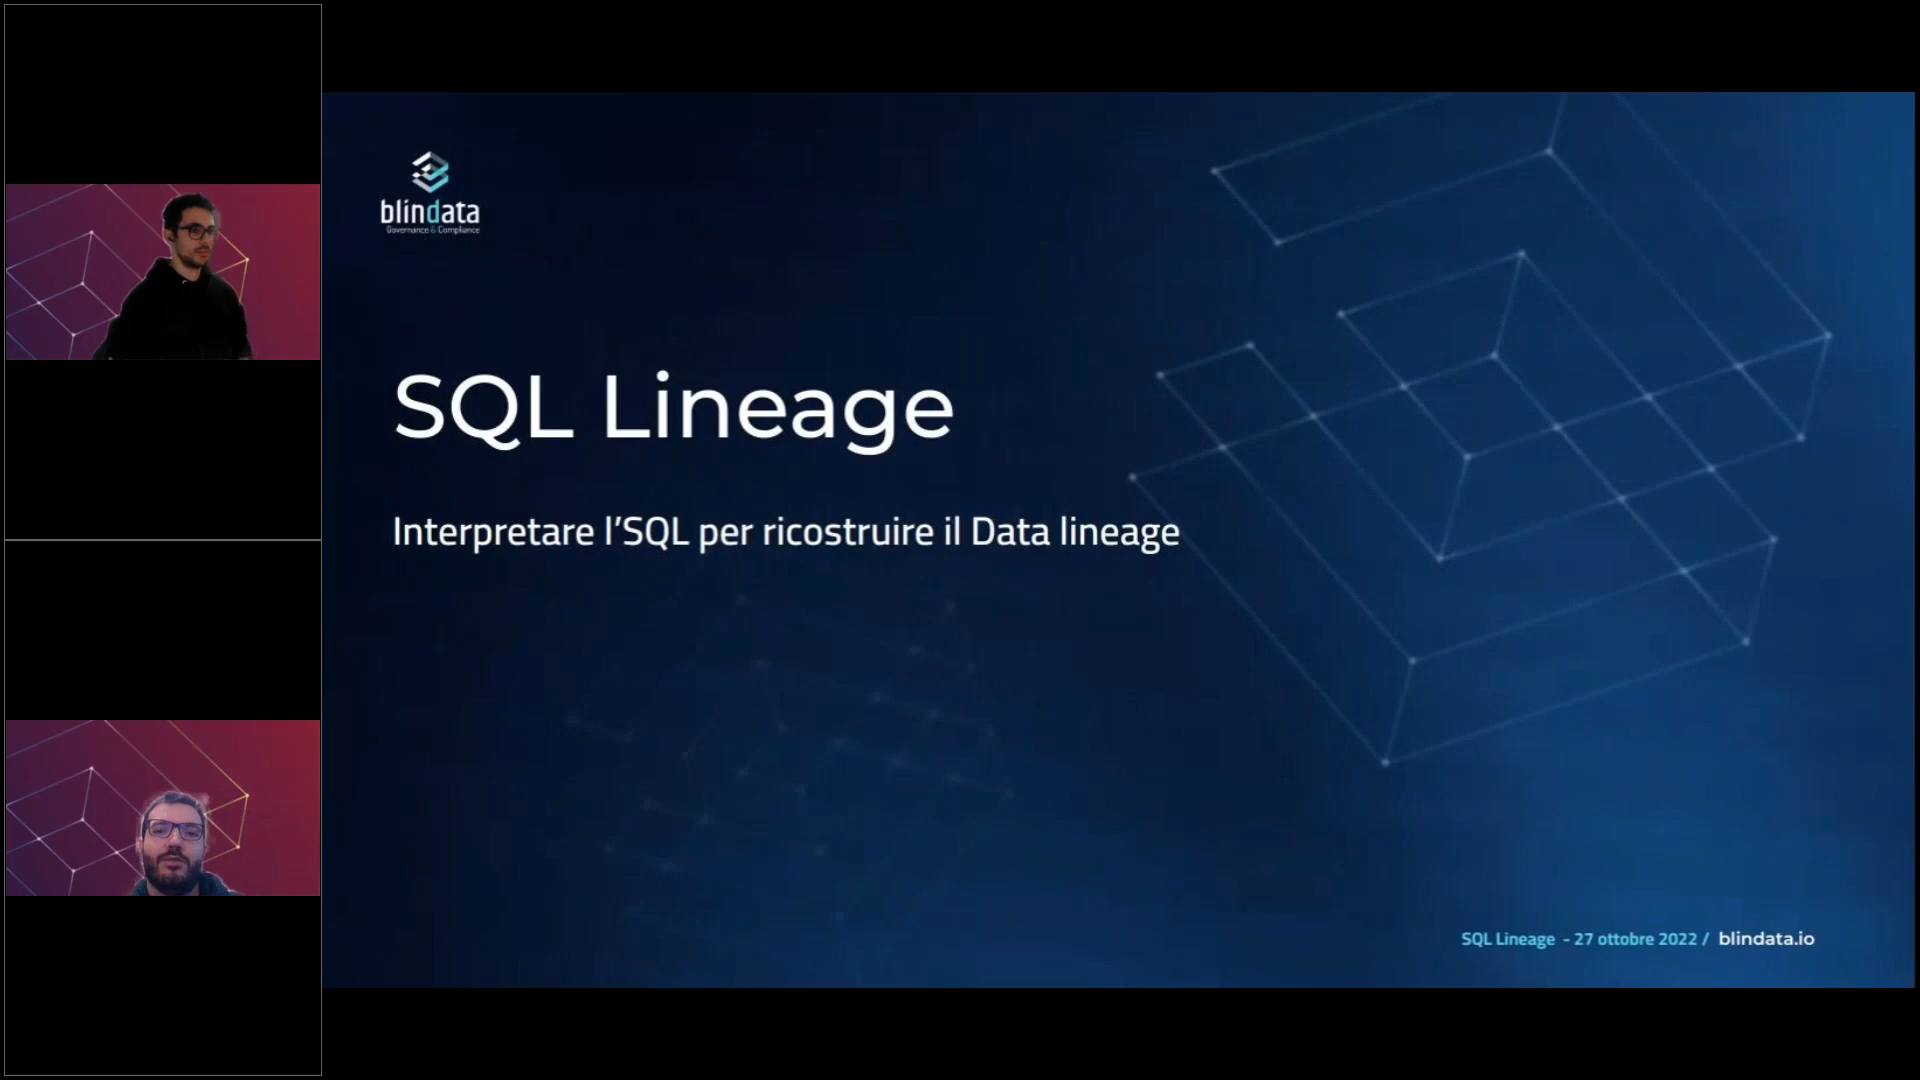 blindata
Governance & Compliance
SQL Lineage
Interpretare l’SQL per ricostruire il Data lineage
SQL Lineage - 27 ottobre 2022 / blindata.io